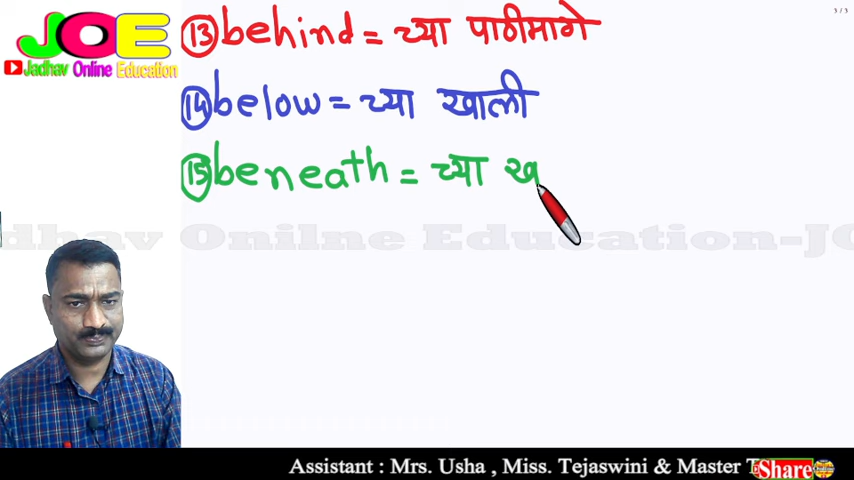 3/3
JOE
Jadhav Online Education
13 behind = च्या पाठीमागे
14 below = च्या खाली
15 beneath = च्या ख
dhav Onilne Education-JO
Assistant : Mrs. Usha , Miss. Tejaswini & Master T
Share